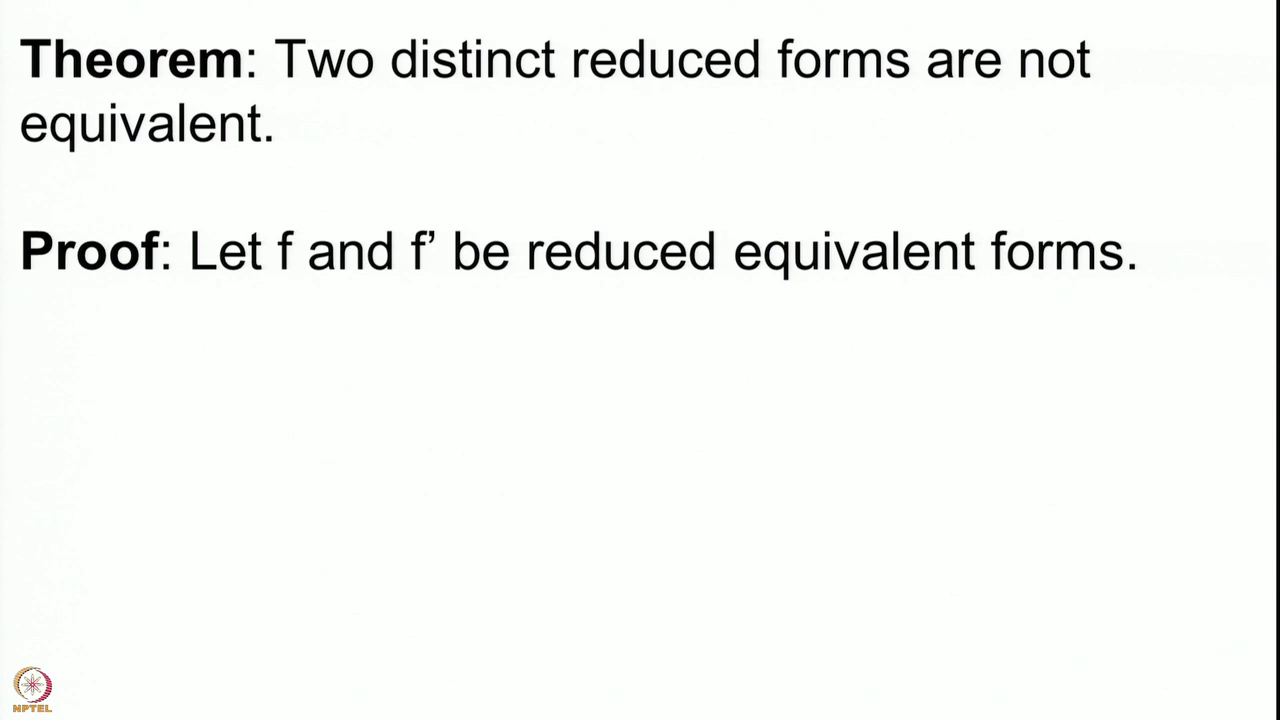 Theorem: Two distinct reduced forms are not
equivalent.
Proof: Let f and f’ be reduced equivalent forms.
NPTEL